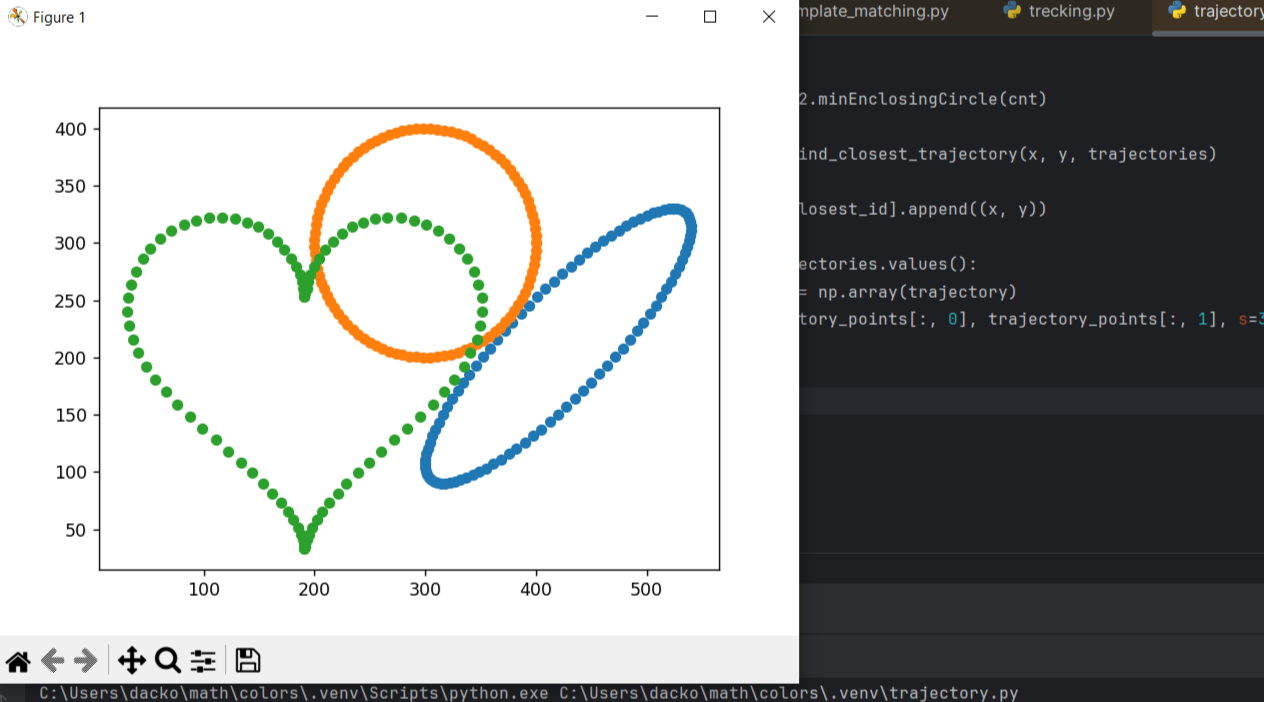 Figure 1
mplate_matching.py trecking.py trajectory
2.minEnclosingCircle(cnt)
ind_closest_trajectory(x, y, trajectories)
losest_id].append((x, y))
ectories.values():
= np.array(trajectory)
tory_points[:, 0], trajectory_points[:, 1], s=3
400
350
300
250
200
150
100
50
100 200 300 400 500
C:\Users\dacko\math\colors\.venv\Scripts\python.exe C:\Users\dacko\math\colors\.venv\trajectory.py